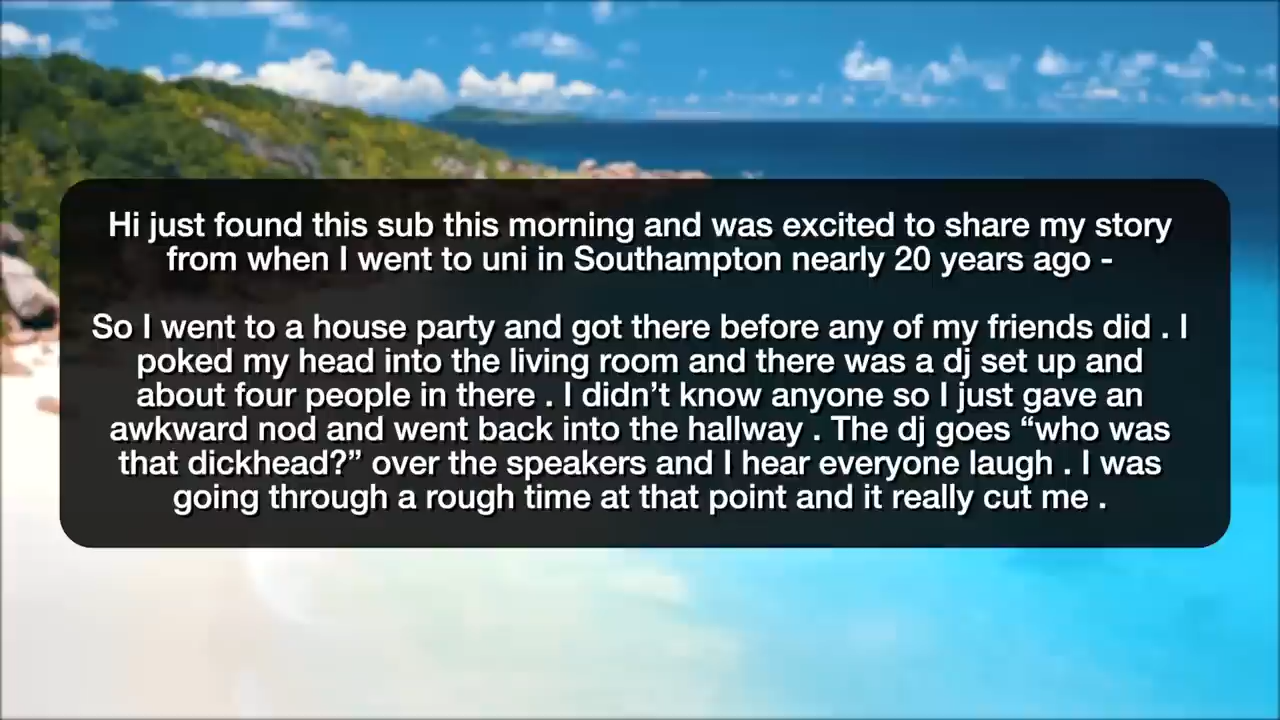 Hi just found this sub this morning and was excited to share my story
from when I went to uni in Southampton nearly 20 years ago -
So I went to a house party and got there before any of my friends did . I
poked my head into the living room and there was a dj set up and
about four people in there . I didn’t know anyone so I just gave an
awkward nod and went back into the hallway . The dj goes “who was
that dickhead?” over the speakers and I hear everyone laugh . I was
going through a rough time at that point and it really cut me .